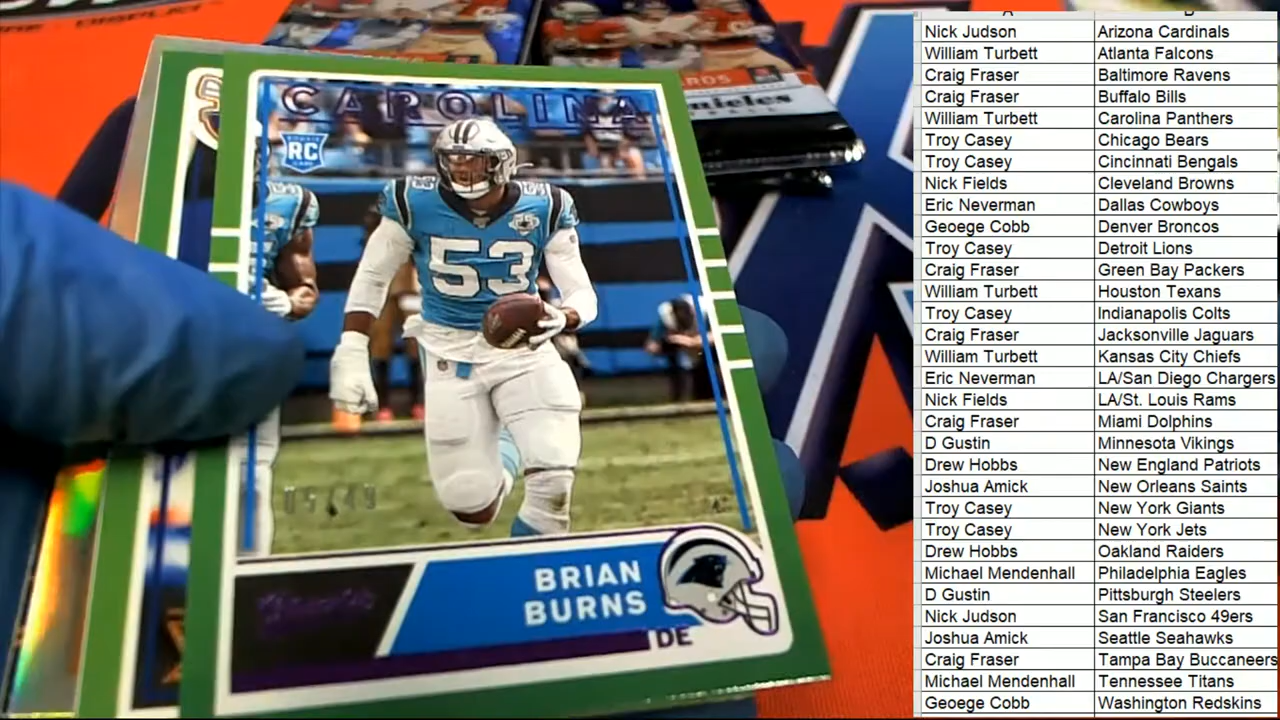 CAROLINA
RC
53
05/49
BRIAN
BURNS
DE
Nick Judson Arizona Cardinals
William Turbett Atlanta Falcons
Craig Fraser Baltimore Ravens
Craig Fraser Buffalo Bills
William Turbett Carolina Panthers
Troy Casey Chicago Bears
Troy Casey Cincinnati Bengals
Nick Fields Cleveland Browns
Eric Neverman Dallas Cowboys
Geoege Cobb Denver Broncos
Troy Casey Detroit Lions
Craig Fraser Green Bay Packers
William Turbett Houston Texans
Troy Casey Indianapolis Colts
Craig Fraser Jacksonville Jaguars
William Turbett Kansas City Chiefs
Eric Neverman LA/San Diego Chargers
Nick Fields LA/St. Louis Rams
Craig Fraser Miami Dolphins
D Gustin Minnesota Vikings
Drew Hobbs New England Patriots
Joshua Amick New Orleans Saints
Troy Casey New York Giants
Troy Casey New York Jets
Drew Hobbs Oakland Raiders
Michael Mendenhall Philadelphia Eagles
D Gustin Pittsburgh Steelers
Nick Judson San Francisco 49ers
Joshua Amick Seattle Seahawks
Craig Fraser Tampa Bay Buccaneers
Michael Mendenhall Tennessee Titans
Geoege Cobb Washington Redskins